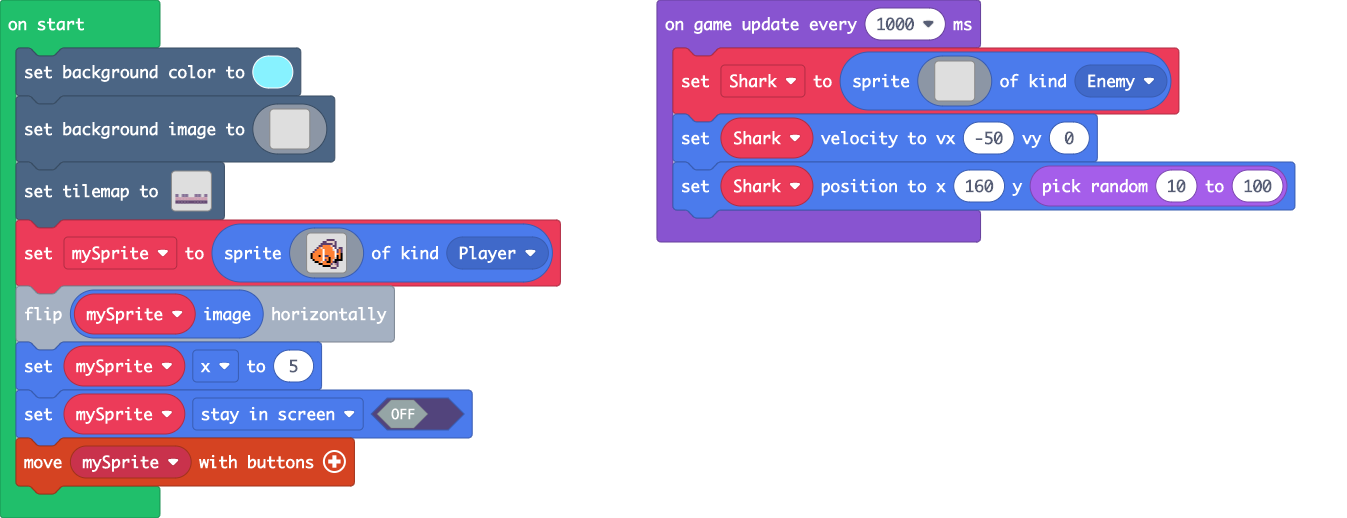 on start
set background color to
set background image to
set tilemap to
set mySprite to sprite of kind Player
flip mySprite image horizontally
set mySprite x to 5
set mySprite stay in screen OFF
move mySprite with buttons
on game update every 1000 ms
set Shark to sprite of kind Enemy
set Shark velocity to vx -50 vy 0
set Shark position to x 160 y pick random 10 to 100